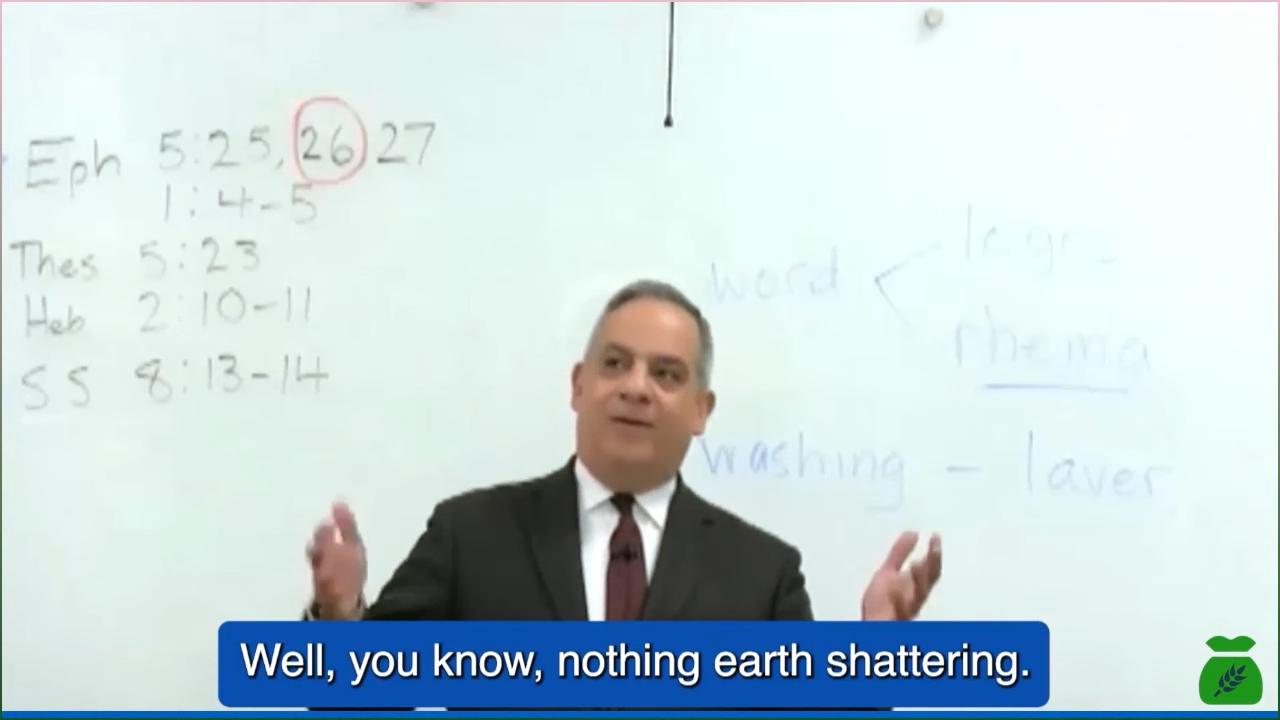 Eph 5:25, 26 27
1:4-5
Thes 5:23
Heb 2:10-11
SS 8:13-14
word < logos
rhema
washing - laver
Well, you know, nothing earth shattering.